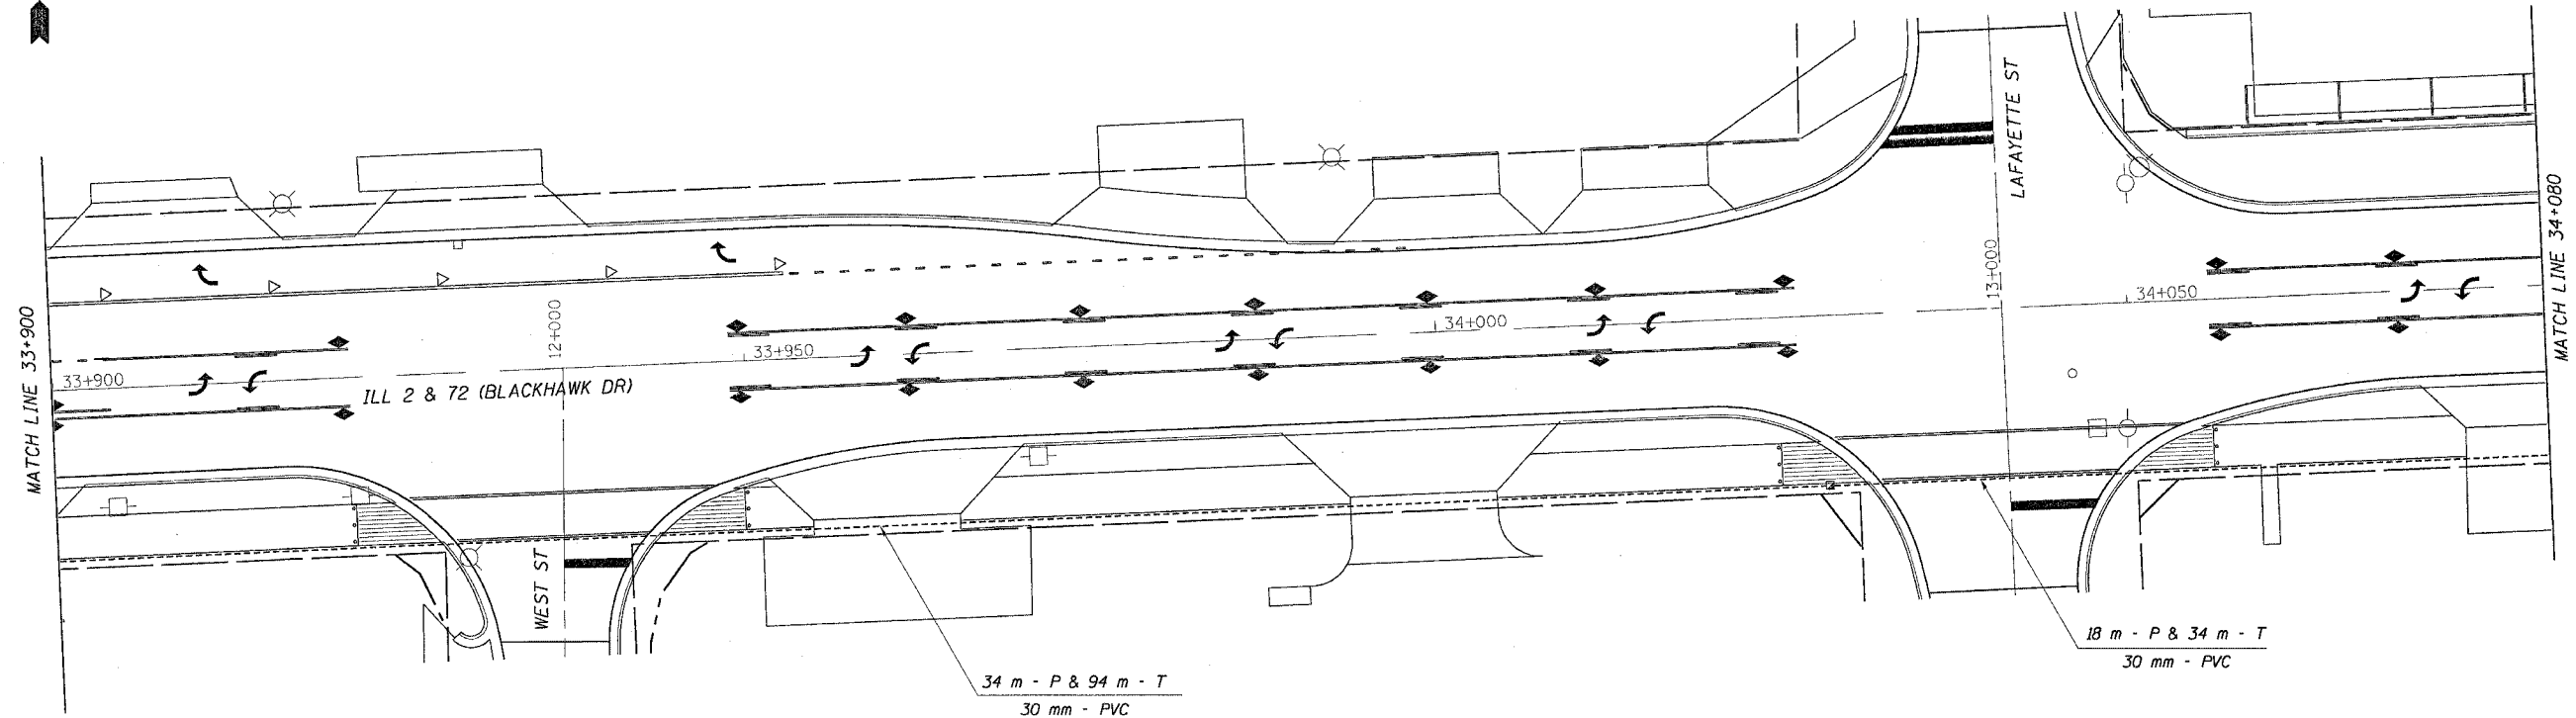 MATCH LINE 33+900
33+900
ILL 2 & 72 (BLACKHAWK DR)
12+000
WEST ST
33+950
34+000
LAFAYETTE ST
13+000
34+050
MATCH LINE 34+080
34 m - P & 94 m - T
30 mm - PVC
18 m - P & 34 m - T
30 mm - PVC